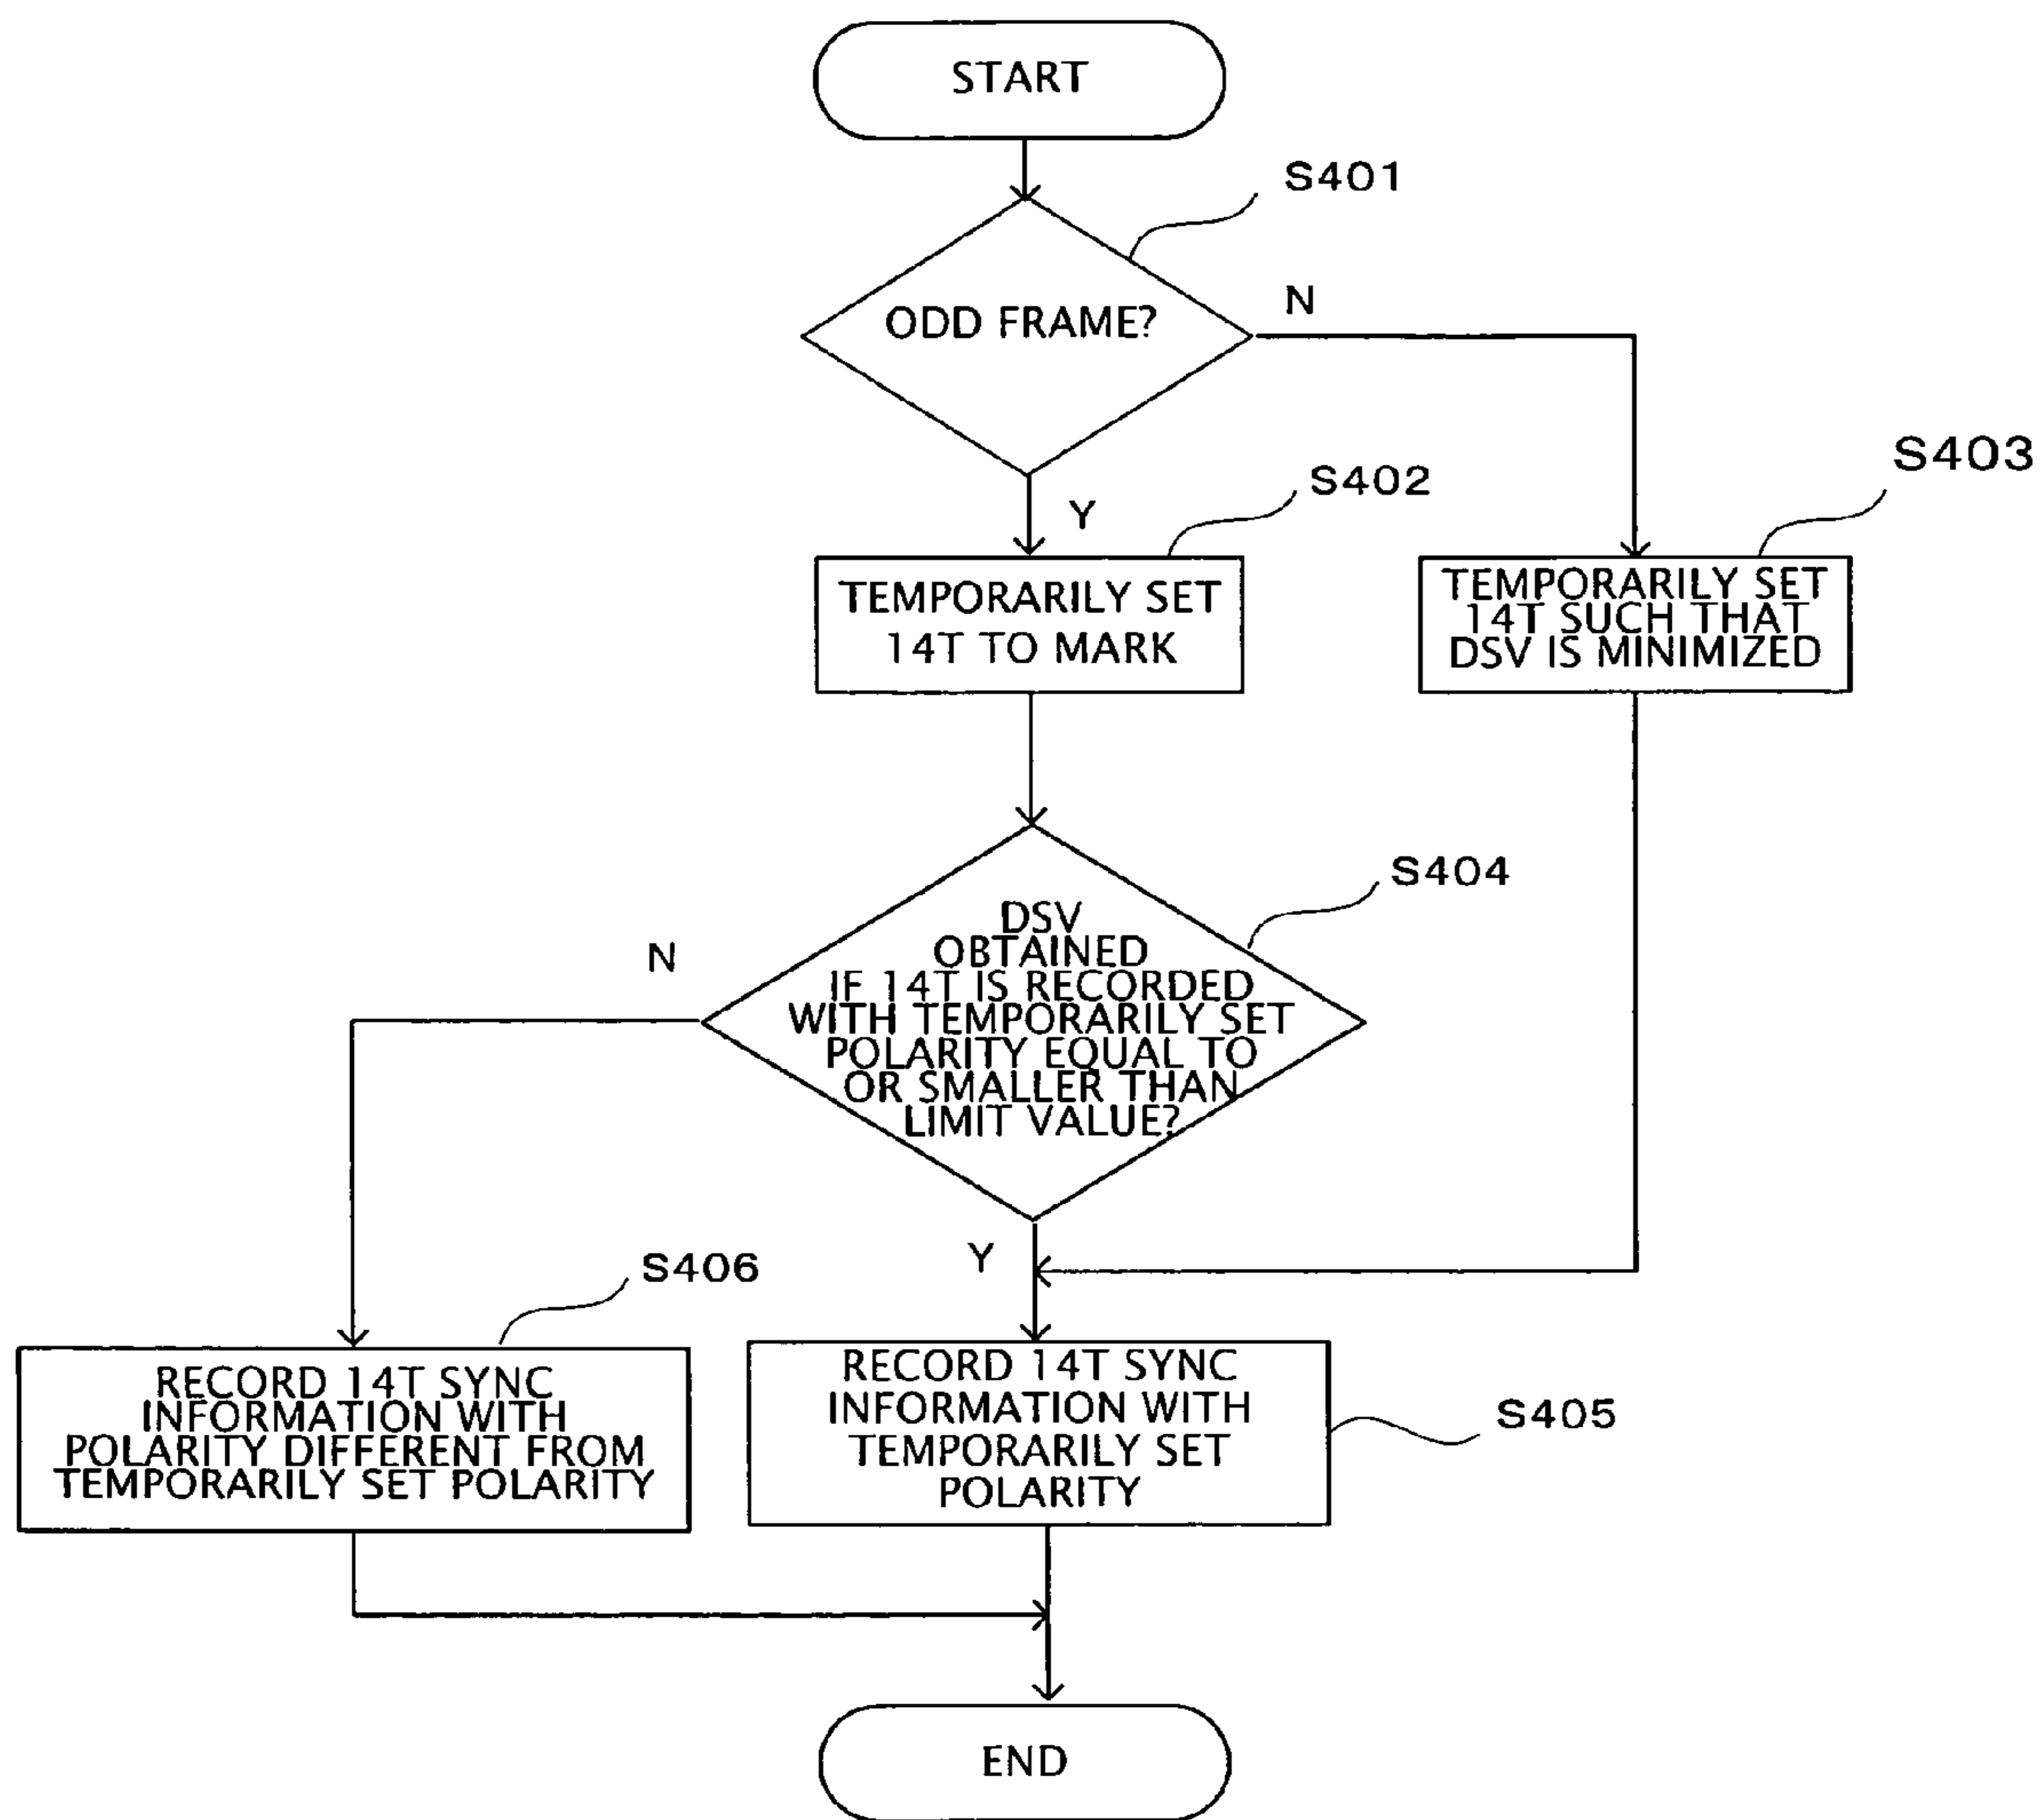 START
S401
ODD FRAME?
N
S402
Y
S403
TEMPORARILY SET
14T TO MARK
TEMPORARILY SET
14T SUCH THAT
DSV IS MINIMIZED
S404
DSV
OBTAINED
IF 14T IS RECORDED
WITH TEMPORARILY SET
POLARITY EQUAL TO
OR SMALLER THAN
LIMIT VALUE?
N
Y
S406
RECORD 14T SYNC
INFORMATION WITH
POLARITY DIFFERENT FROM
TEMPORARILY SET POLARITY
RECORD 14T SYNC
INFORMATION WITH
TEMPORARILY SET
POLARITY
S405
END